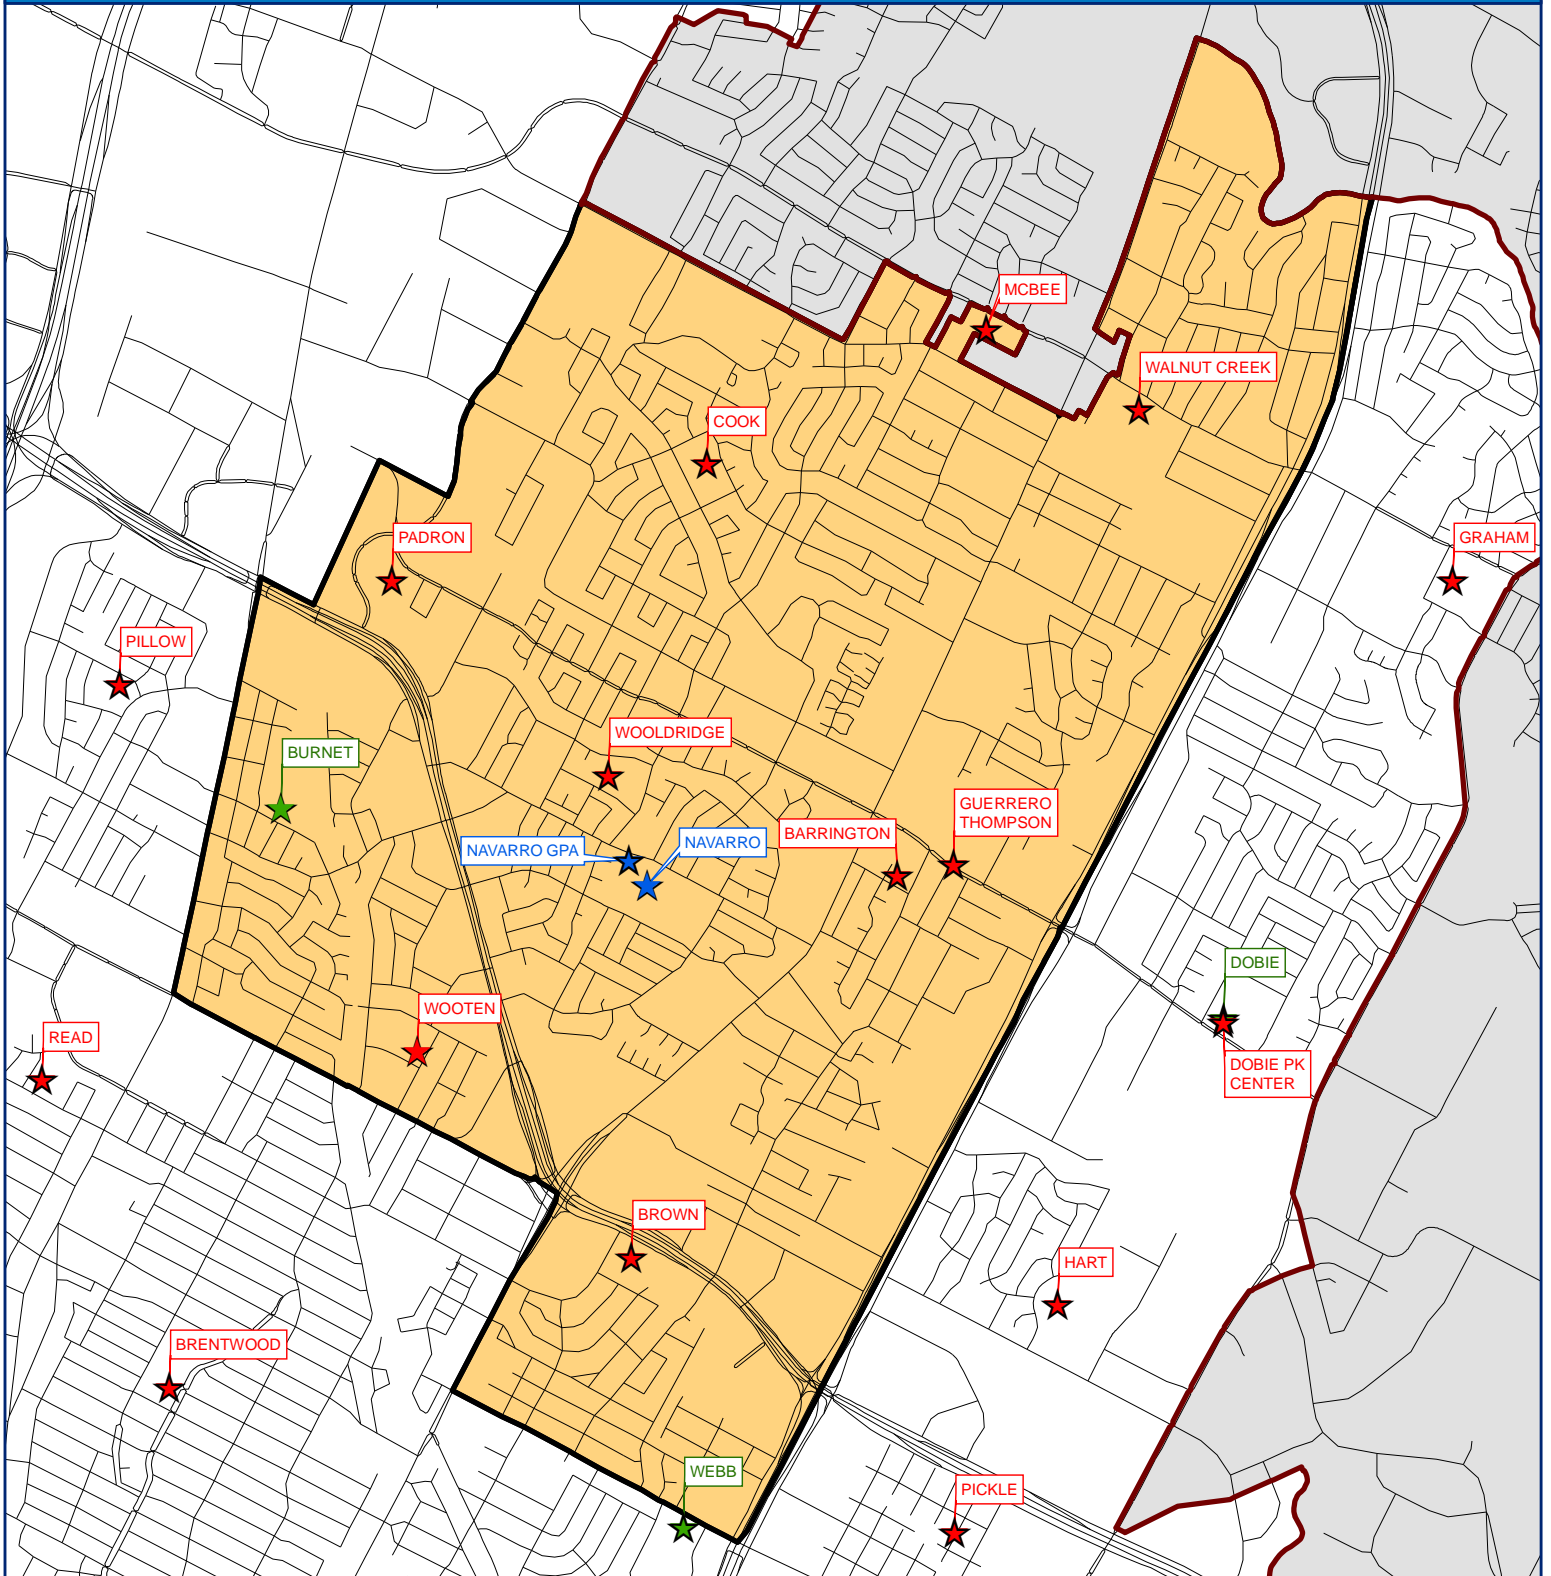 MCBEE
WALNUT CREEK
COOK
PADRON
GRAHAM
PILLOW
WOOLDRIDGE
BURNET
GUERRERO
THOMPSON
BARRINGTON
NAVARRO
NAVARRO GPA
DOBIE
WOOTEN
READ
DOBIE PK
CENTER
BROWN
HART
BRENTWOOD
WEBB
PICKLE